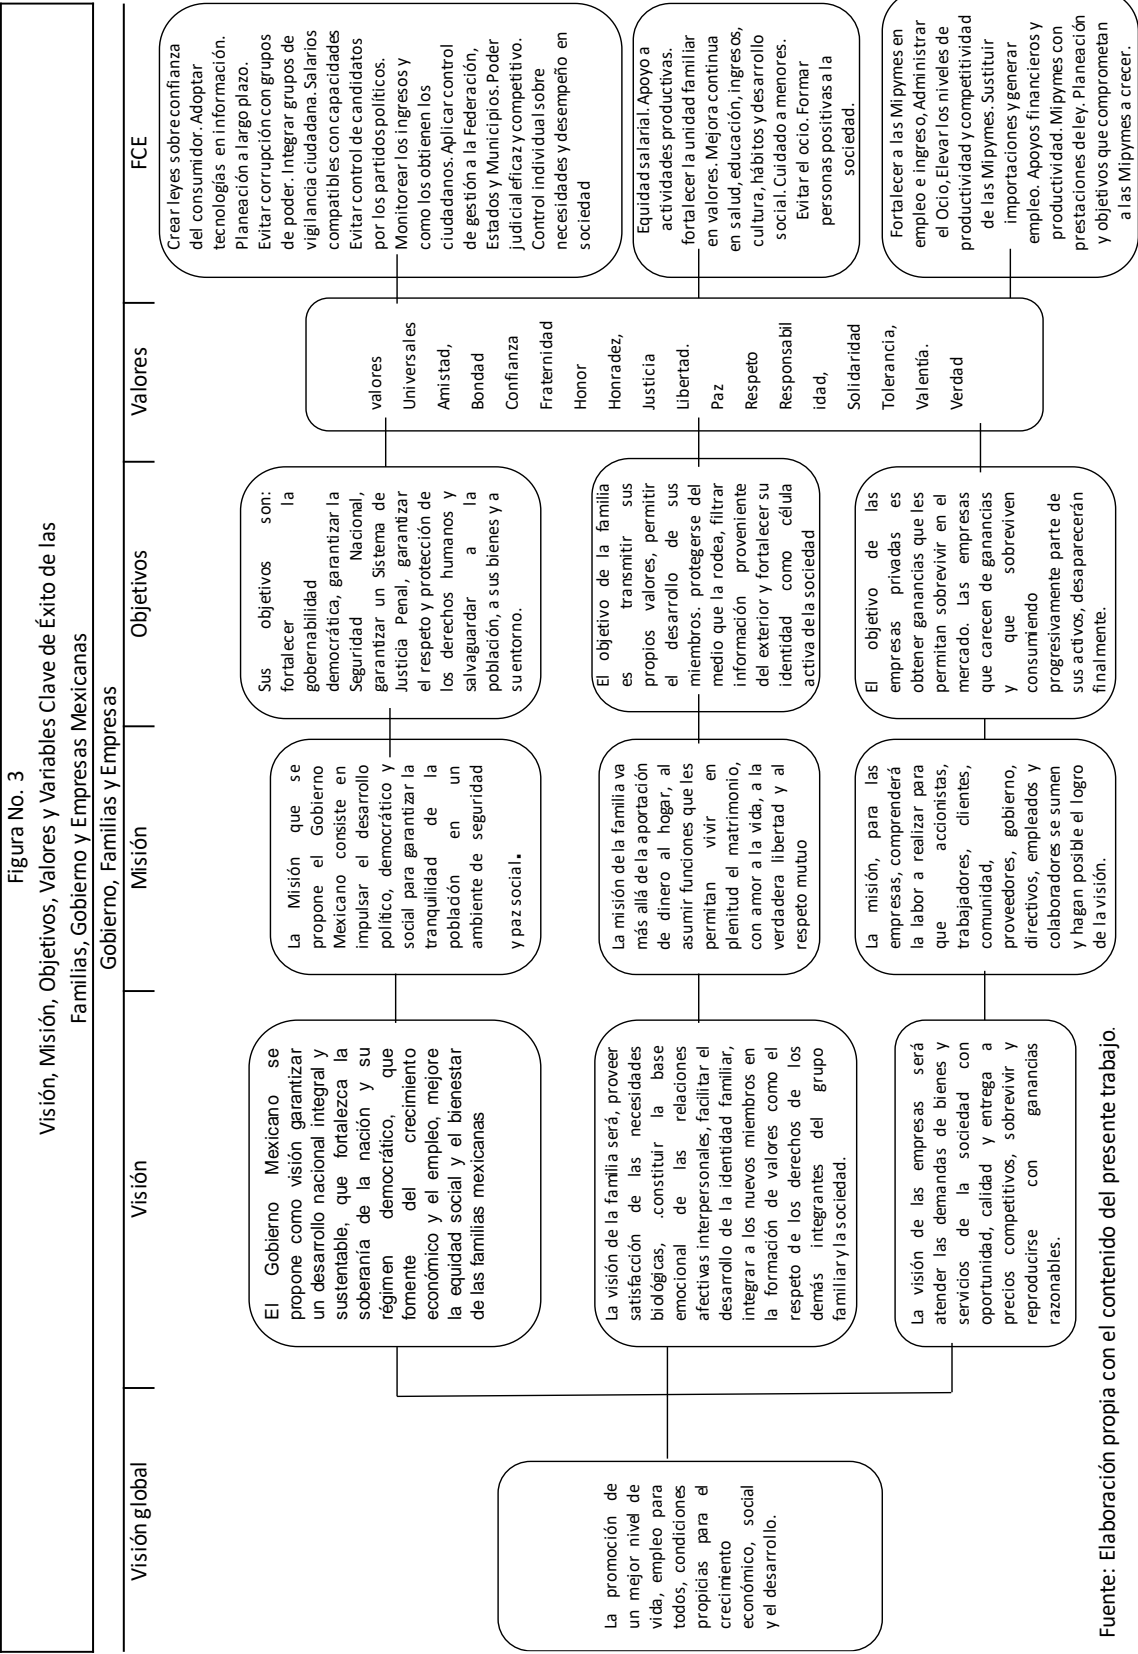 Figura No. 3
Visión, Misión, Objetivos, Valores y Variables Clave de Éxito de las
Familias, Gobierno y Empresas Mexicanas
Gobierno, Familias y Empresas
Visión global
Visión
Misión
Objetivos
Valores
FCE
La promoción de
un mejor nivel de
vida, empleo para
todos, condiciones
propicias para el
crecimiento
económico, social
y el desarrollo.
El Gobierno Mexicano se
propone como visión garantizar
un desarrollo nacional integral y
sustentable, que fortalezca la
soberanía de la nación y su
régimen democrático, que
fomente del crecimiento
económico y el empleo, mejore
la equidad social y el bienestar
de las familias mexicanas
La Misión que se
propone el Gobierno
Mexicano consiste en
impulsar el desarrollo
político, democrático y
social para garantizar la
tranquilidad de la
población en un
ambiente de seguridad
y paz social.
Sus objetivos son:
fortalecer la
gobernabilidad
democrática, garantizar la
Seguridad Nacional,
garantizar un Sistema de
Justicia Penal, garantizar
el respeto y protección de
los derechos humanos y
salvaguardar a la
población, a sus bienes y a
su entorno.
La visión de la familia será, proveer
satisfacción de las necesidades
biológicas, .constituir la base
emocional de las relaciones
afectivas interpersonales, facilitar el
desarrollo de la identidad familiar,
integrar a los nuevos miembros en
la formación de valores como el
respeto de los derechos de los
demás integrantes del grupo
familiar y la sociedad.
La misión de la familia va
más allá de la aportación
de dinero al hogar, al
asumir funciones que les
permitan vivir en
plenitud el matrimonio,
con amor a la vida, a la
verdadera libertad y al
respeto mutuo
El objetivo de la familia
es transmitir sus
propios valores, permitir
el desarrollo de sus
miembros. protegerse del
medio que la rodea, filtrar
información proveniente
del exterior y fortalecer su
identidad como célula
activa de la sociedad
La visión de las empresas será
atender las demandas de bienes y
servicios de la sociedad con
oportunidad, calidad y entrega a
precios competitivos, sobrevivir y
reproducirse con ganancias
razonables.
La misión, para las
empresas, comprenderá
la labor a realizar para
que accionistas,
trabajadores, clientes,
comunidad,
proveedores, gobierno,
directivos, empleados y
colaboradores se sumen
y hagan posible el logro
de la visión.
El objetivo de las
empresas privadas es
obtener ganancias que les
permitan sobrevivir en el
mercado. Las empresas
que carecen de ganancias
y que sobreviven
consumiendo
progresivamente parte de
sus activos, desaparecerán
finalmente.
valores
Universales
Amistad,
Bondad
Confianza
Fraternidad
Honor
Honradez,
Justicia
Libertad.
Paz
Respeto
Responsabil
idad,
Solidaridad
Tolerancia,
Valentía.
Verdad
Crear leyes sobre confianza
del consumidor. Adoptar
tecnologías en información.
Planeación a largo plazo.
Evitar corrupción con grupos
de poder. Integrar grupos de
vigilancia ciudadana. Salarios
compatibles con capacidades
Evitar control de candidatos
por los partidos políticos.
Monitorear los ingresos y
como los obtienen los
ciudadanos. Aplicar control
de gestión a la Federación,
Estados y Municipios. Poder
judicial eficaz y competitivo.
Control individual sobre
necesidades y desempeño en
sociedad
Equidad salarial. Apoyo a
actividades productivas.
fortalecer la unidad familiar
en valores. Mejora continua
en salud, educación, ingresos,
cultura, hábitos y desarrollo
social. Cuidado a menores.
Evitar el ocio. Formar
personas positivas a la
sociedad.
Fortalecer a las Mipymes en
empleo e ingreso, Administrar
el Ocio, Elevar los niveles de
productividad y competitividad
de las Mipymes. Sustituir
importaciones y generar
empleo. Apoyos financieros y
productividad. Mipymes con
prestaciones de ley. Planeación
y objetivos que comprometan
a las Mipymes a crecer.
Fuente: Elaboración propia con el contenido del presente trabajo.